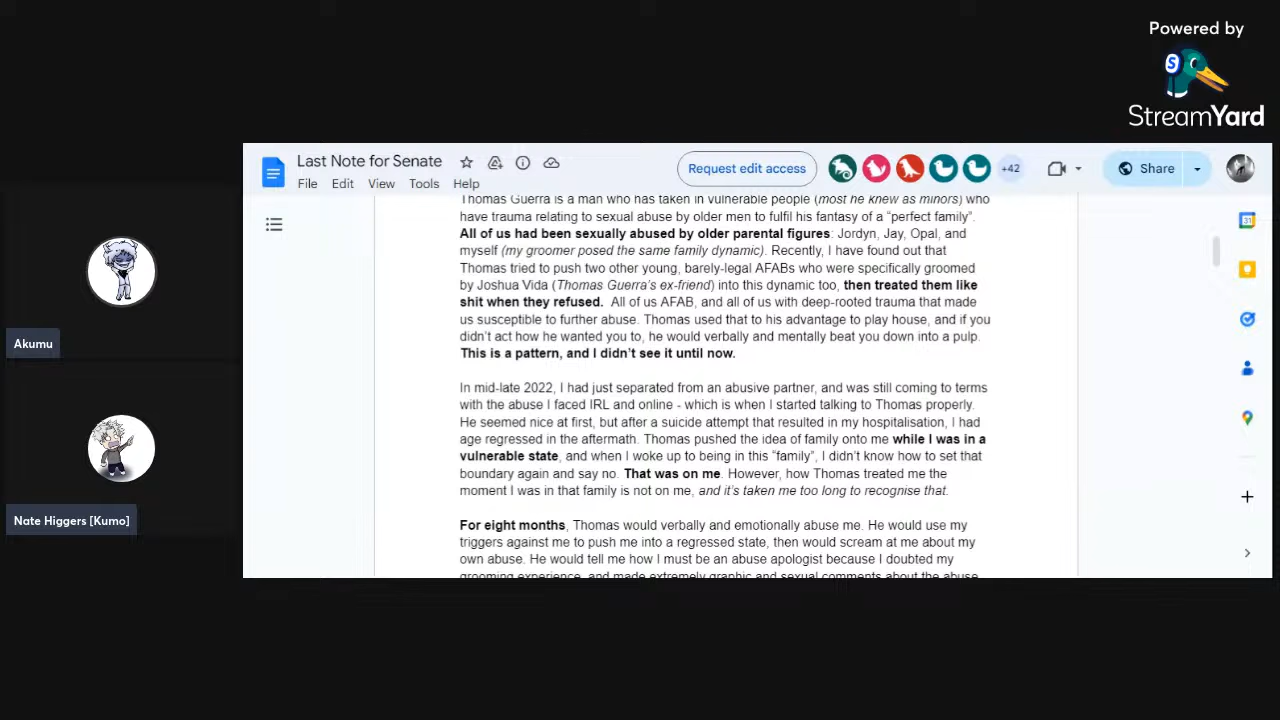 Powered by
S
StreamYard
Last Note for Senate
File Edit View Tools Help
Request edit access
+42
Share
Thomas Guerra is a man who has taken in vulnerable people (most he knew as minors) who
have trauma relating to sexual abuse by older men to fulfil his fantasy of a “perfect family”.
All of us had been sexually abused by older parental figures: Jordyn, Jay, Opal, and
myself (my groomer posed the same family dynamic). Recently, I have found out that
Thomas tried to push two other young, barely-legal AFABs who were specifically groomed
by Joshua Vida (Thomas Guerra’s ex-friend) into this dynamic too, then treated them like
shit when they refused. All of us AFAB, and all of us with deep-rooted trauma that made
us susceptible to further abuse. Thomas used that to his advantage to play house, and if you
didn’t act how he wanted you to, he would verbally and mentally beat you down into a pulp.
This is a pattern, and I didn’t see it until now.
In mid-late 2022, I had just separated from an abusive partner, and was still coming to terms
with the abuse I faced IRL and online - which is when I started talking to Thomas properly.
He seemed nice at first, but after a suicide attempt that resulted in my hospitalisation, I had
age regressed in the aftermath. Thomas pushed the idea of family onto me while I was in a
vulnerable state, and when I woke up to being in this “family”, I didn’t know how to set that
boundary again and say no. That was on me. However, how Thomas treated me the
moment I was in that family is not on me, and it’s taken me too long to recognise that.
For eight months, Thomas would verbally and emotionally abuse me. He would use my
triggers against me to push me into a regressed state, then would scream at me about my
own abuse. He would tell me how I must be an abuse apologist because I doubted my
grooming experience, and made extremely graphic and sexual comments about the abuse
Akumu
Nate Higgers [Kumo]